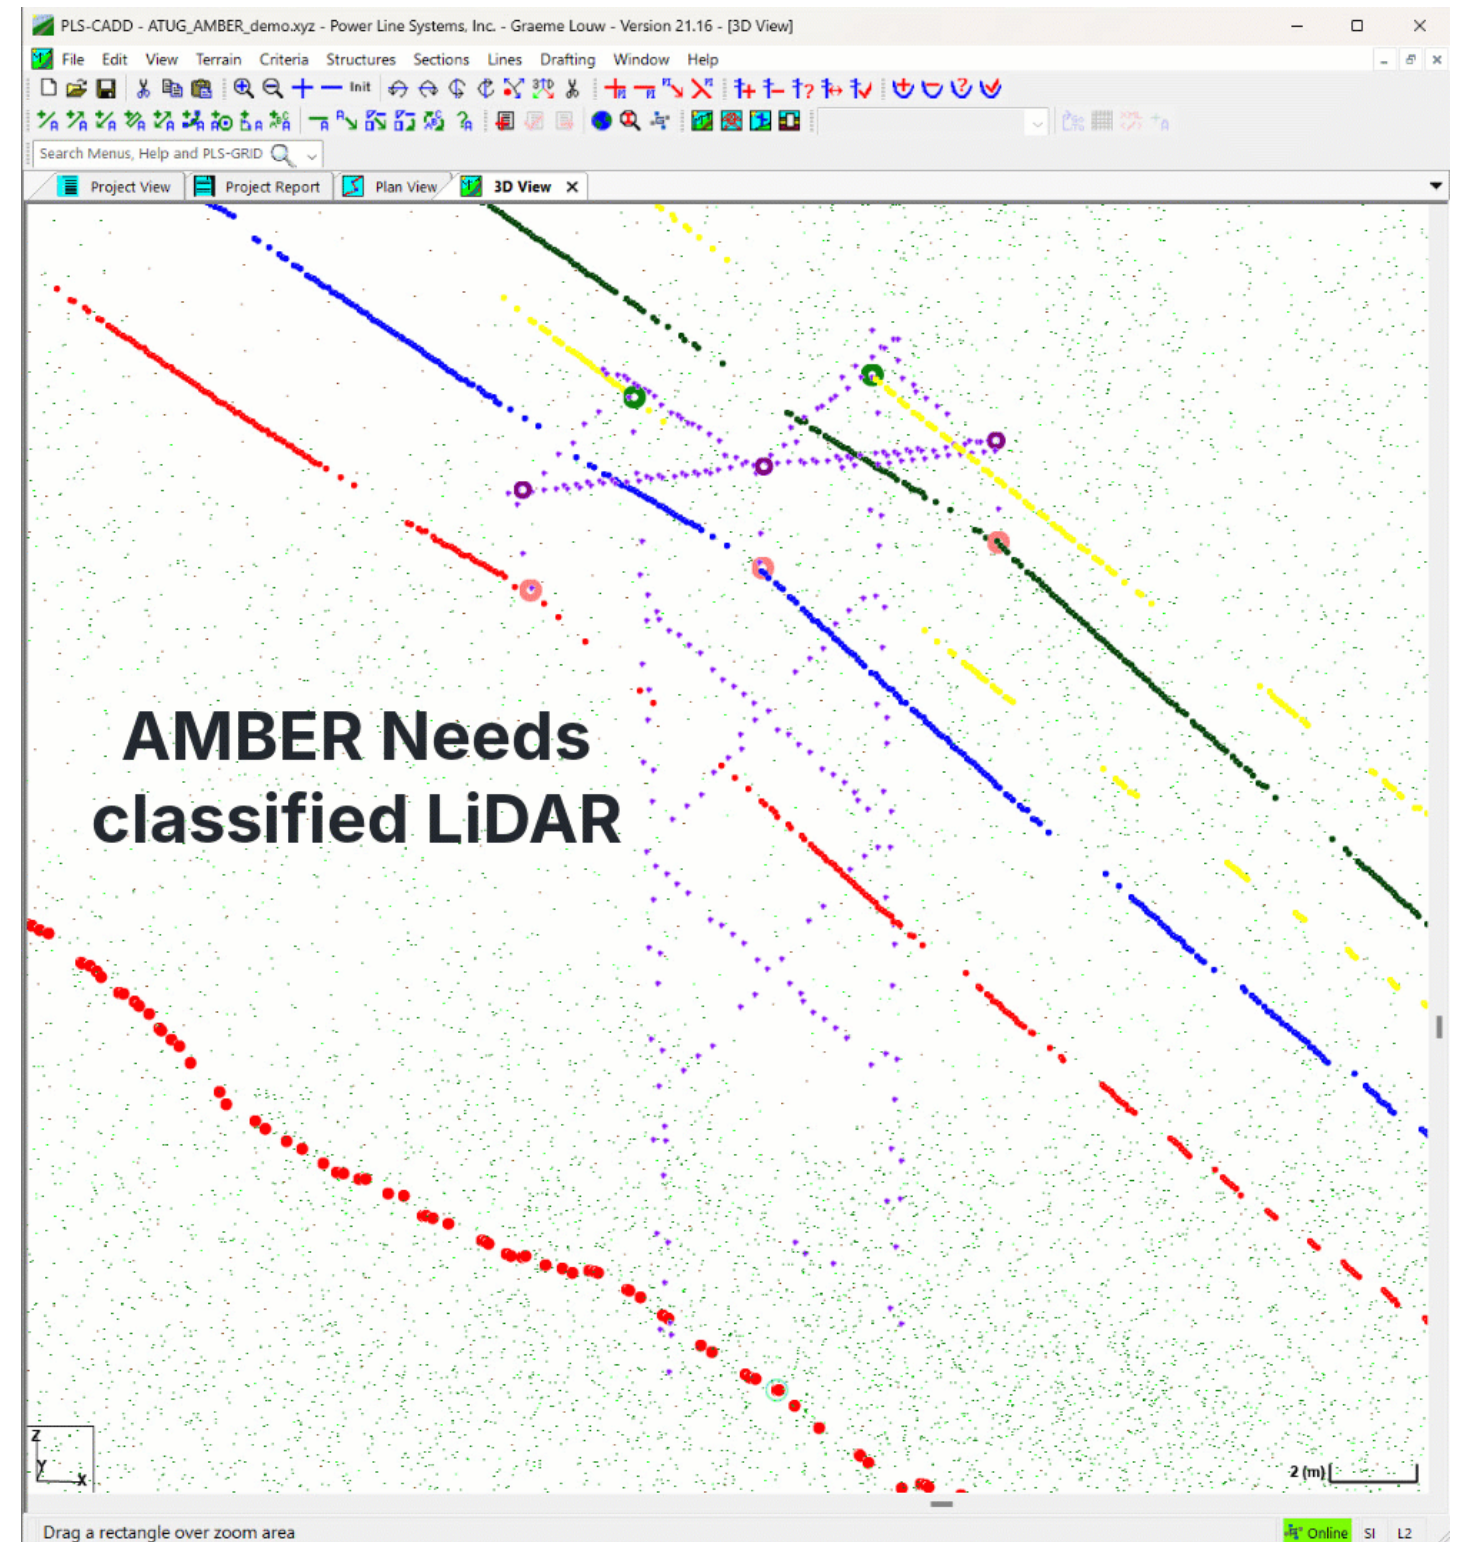 PLS-CADD - ATUG_AMBER_demo.xyz - Power Line Systems, Inc. - Graeme Louw - Version 21.16 - [3D View]
File Edit View Terrain Criteria Structures Sections Lines Drafting Window Help
Init
Search Menus, Help and PLS-GRID
Project View Project Report Plan View 3D View
AMBER Needs
classified LiDAR
Z
Y
X
2 (m)
Drag a rectangle over zoom area
Online SI L2